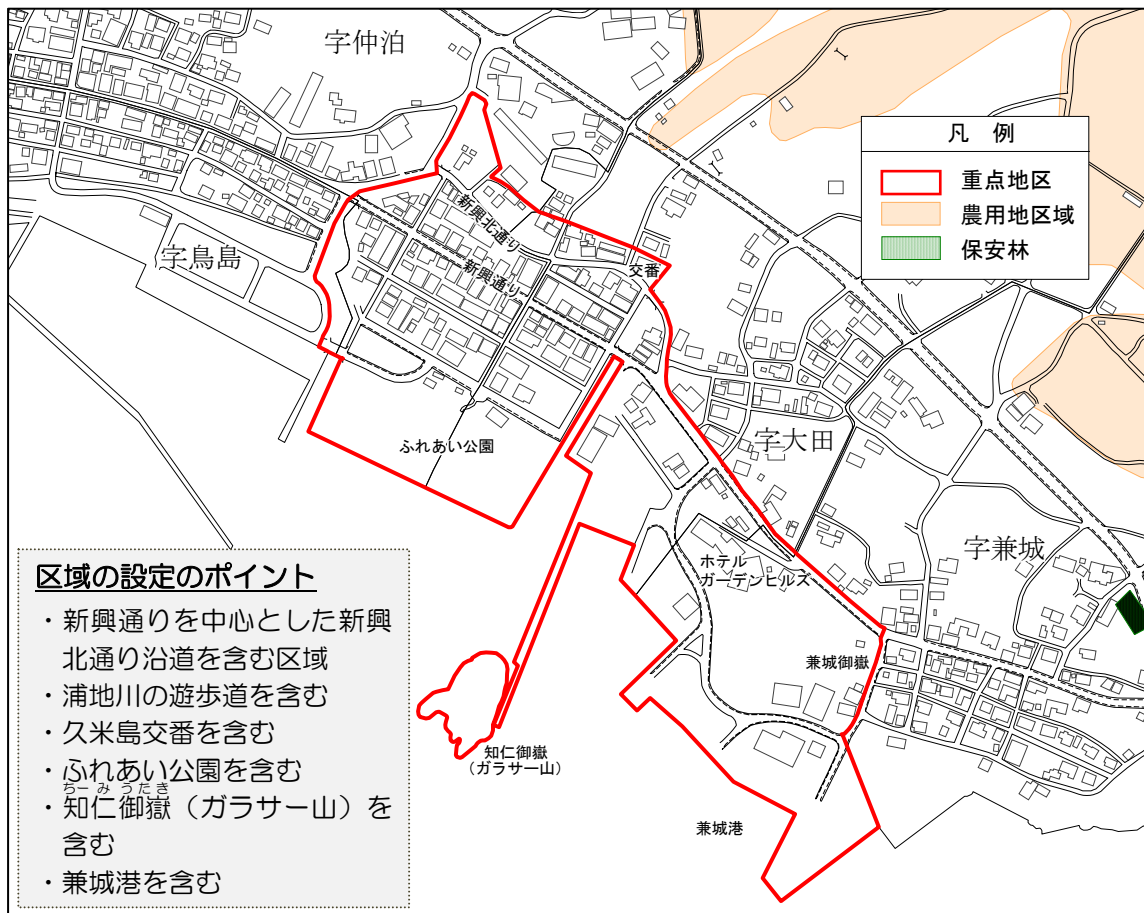 字仲泊
凡 例
重点地区
農用地区域
保安林
新興北通り
字鳥島
新興通り
交番
字大田
ふれあい公園
字兼城
ホテル
ガーデンヒルズ
兼城御嶽
知仁御嶽
(ガラサー山)
兼城港
区域の設定のポイント
・新興通りを中心とした新興
北通り沿道を含む区域
・浦地川の遊歩道を含む
・久米島交番を含む
・ふれあい公園を含む
ちーみ うたき
・知仁御嶽(ガラサー山)を
含む
・兼城港を含む